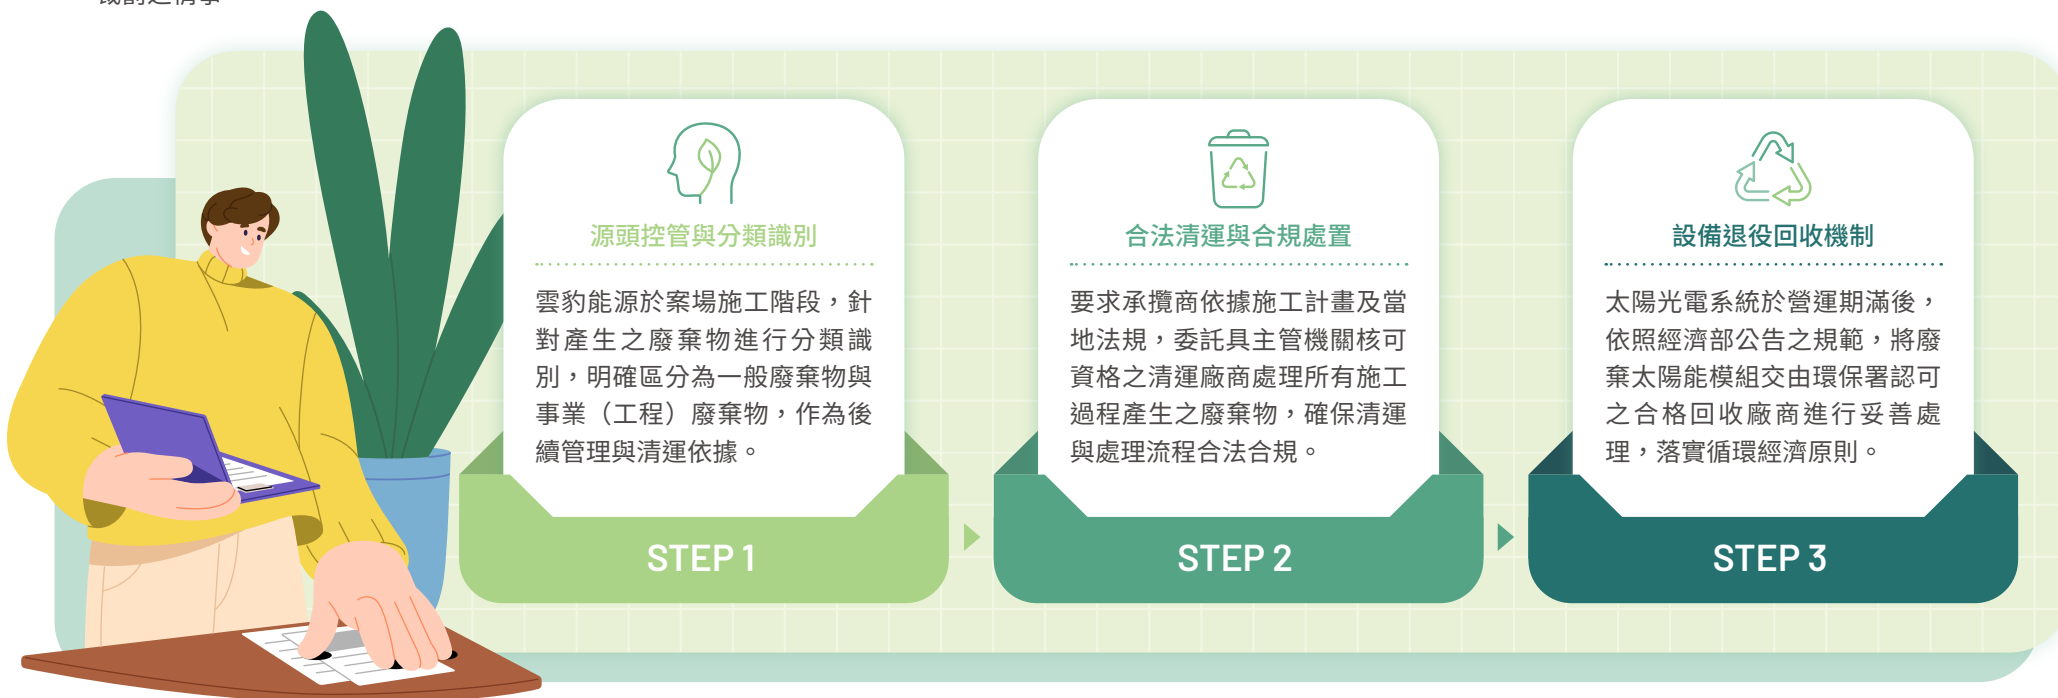 源頭控管與分類識別
雲豹能源於案場施工階段，針
對產生之廢棄物進行分類識
別，明確區分為一般廢棄物與
事業（工程）廢棄物，作為後
續管理與清運依據。
STEP 1
合法清運與合規處置
要求承攬商依據施工計畫及當
地法規，委託具主管機關核可
資格之清運廠商處理所有施工
過程產生之廢棄物，確保清運
與處理流程合法合規。
STEP 2
設備退役回收機制
太陽光電系統於營運期滿後，
依照經濟部公告之規範，將廢
棄太陽能模組交由環保署認可
之合格回收廠商進行妥善處
理，落實循環經濟原則。
STEP 3